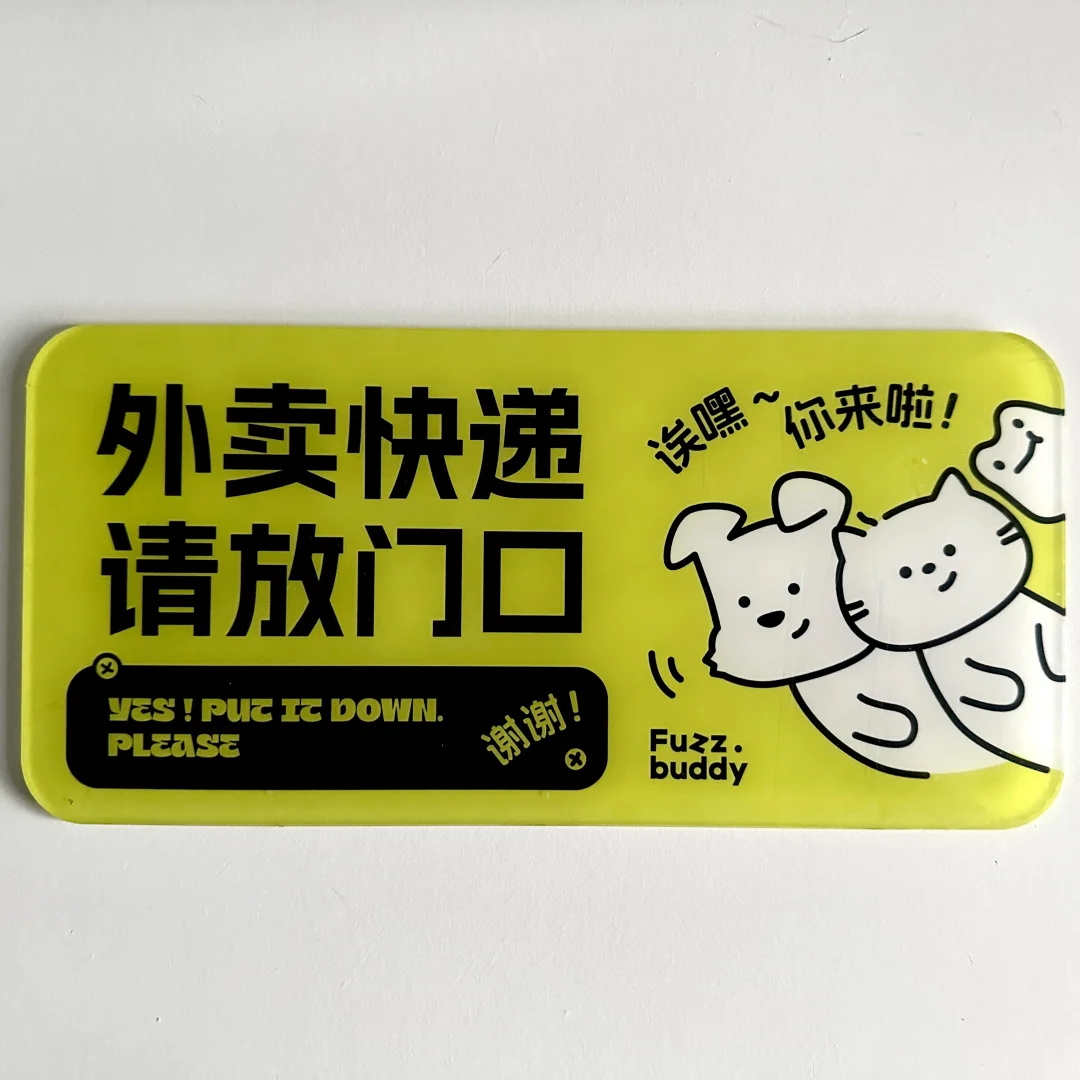 外卖快递
请放门口
YES! PUT IT DOWN.
PLEASE
谢谢!
诶嘿~你来啦!
Fuzz.
buddy